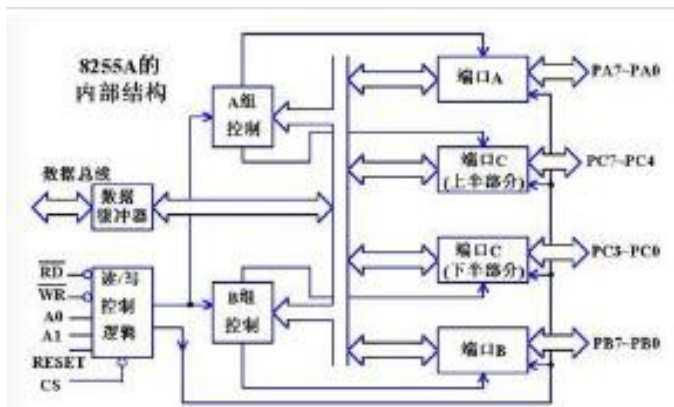 8255A的
内部结构
A组
控制
端口A
PA7~PA0
端口C
(上半部分)
PC7~PC4
数据总线
数据
缓冲器
端口C
(下半部分)
PC3~PC0
RD
WR
A0
A1
RESET
CS
读/写
控制
逻辑
B组
控制
端口B
PB7~PB0